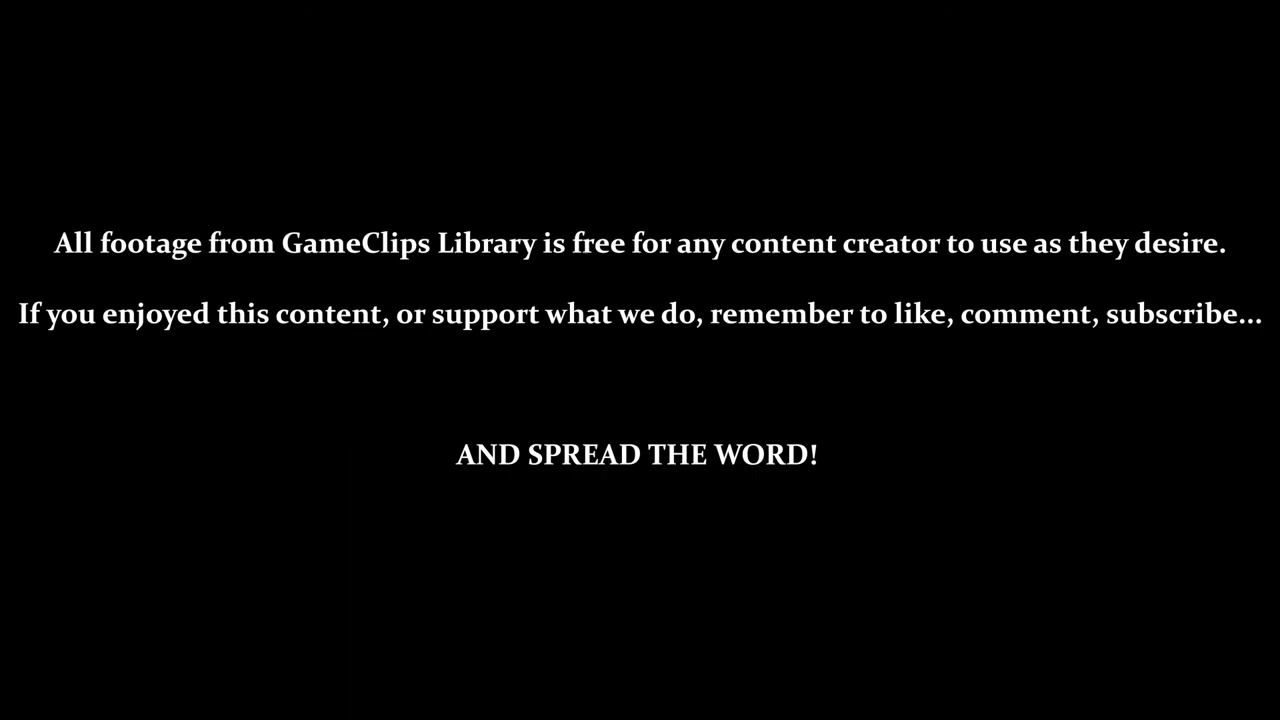 All footage from GameClips Library is free for any content creator to use as they desire.
If you enjoyed this content, or support what we do, remember to like, comment, subscribe...
AND SPREAD THE WORD!